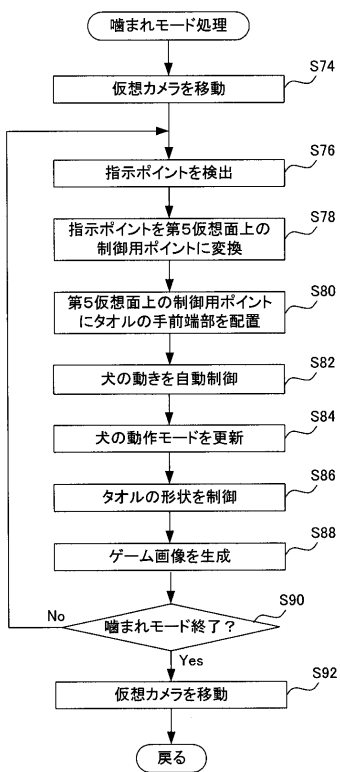 噛まれモード処理
S74
仮想カメラを移動
S76
指示ポイントを検出
S78
指示ポイントを第5仮想面上の
制御用ポイントに変換
S80
第5仮想面上の制御用ポイント
にタオルの手前端部を配置
S82
犬の動きを自動制御
S84
犬の動作モードを更新
S86
タオルの形状を制御
S88
ゲーム画像を生成
S90
No
噛まれモード終了？
Yes
S92
仮想カメラを移動
戻る